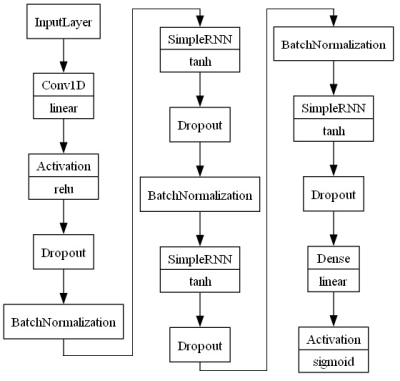 InputLayer
Conv1D
linear
Activation
relu
Dropout
BatchNormalization
SimpleRNN
tanh
Dropout
BatchNormalization
SimpleRNN
tanh
Dropout
BatchNormalization
SimpleRNN
tanh
Dropout
Dense
linear
Activation
sigmoid